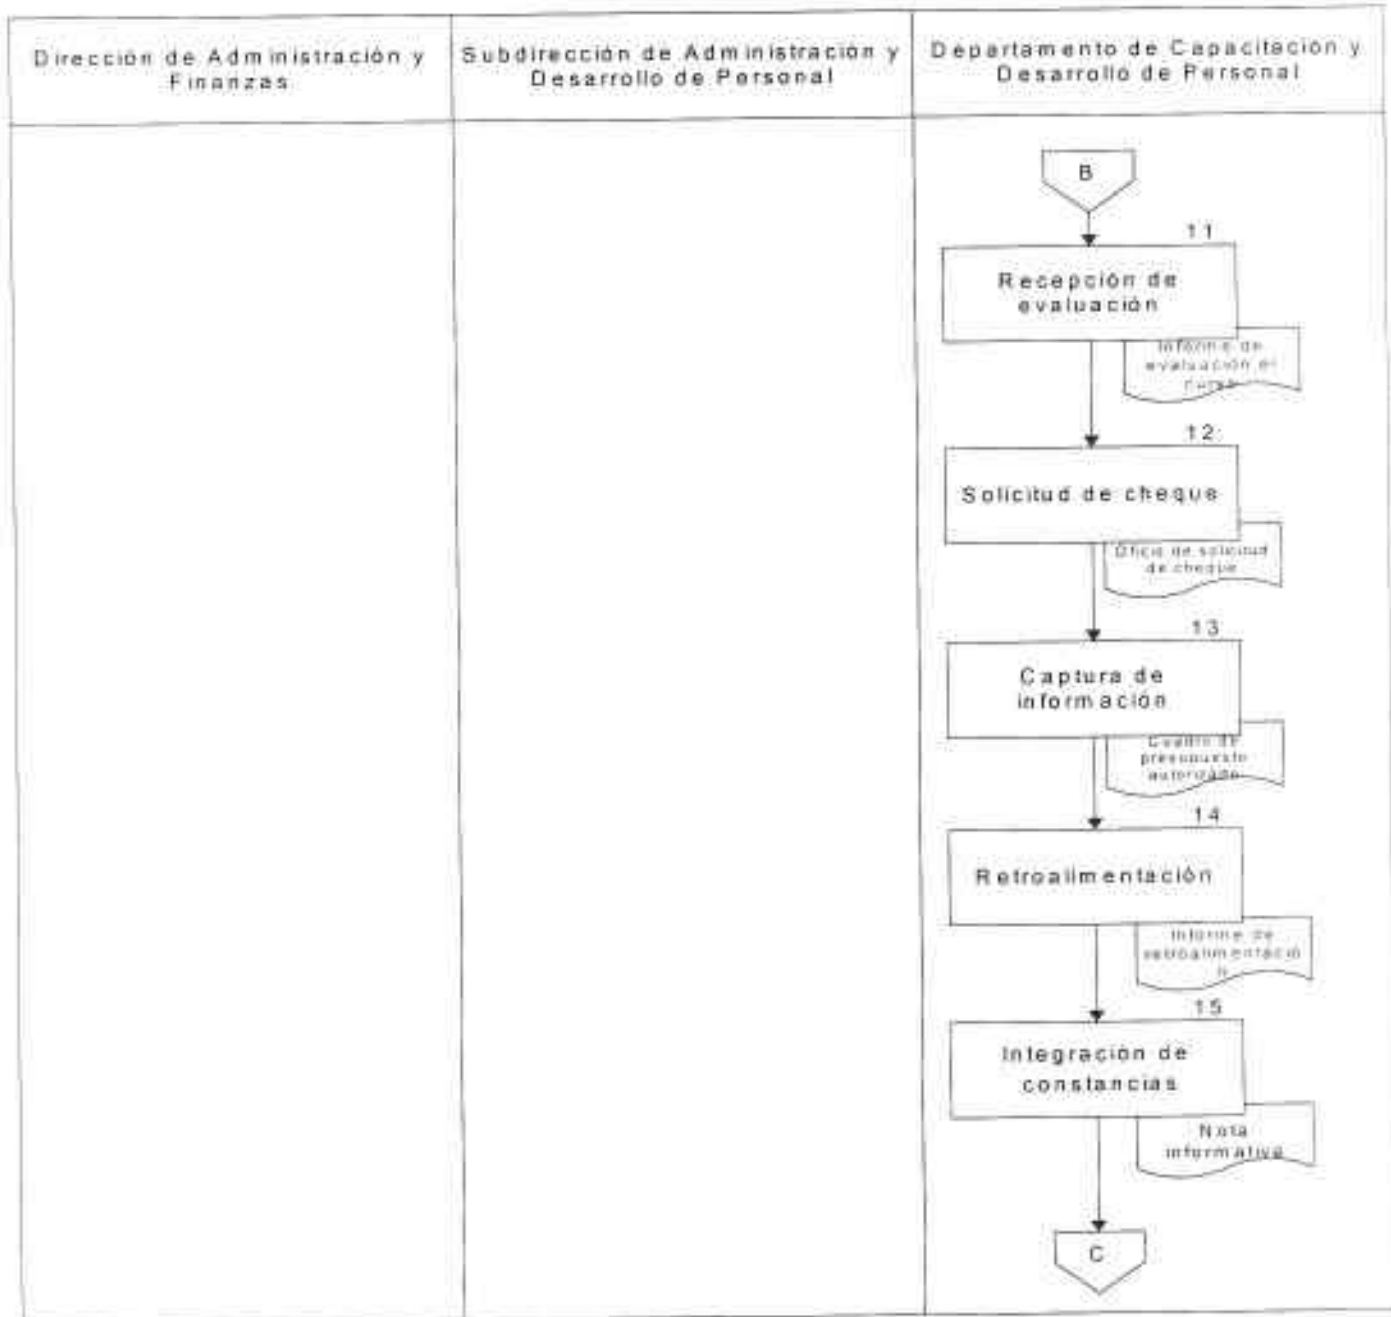 Dirección de Administración y
Finanzas
Subdirección de Administración y
Desarrollo de Personal
Departamento de Capacitación y
Desarrollo de Personal
B
11
Recepción de
evaluación
Informe de
evaluación
12
Solicitud de cheque
Oficio de solicitud
de cheque
13
Captura de
información
Cuadro de
presupuesto
autorizado
14
Retroalimentación
Informe de
retroalimentació
n
15
Integración de
constancias
Nota
informativa
C